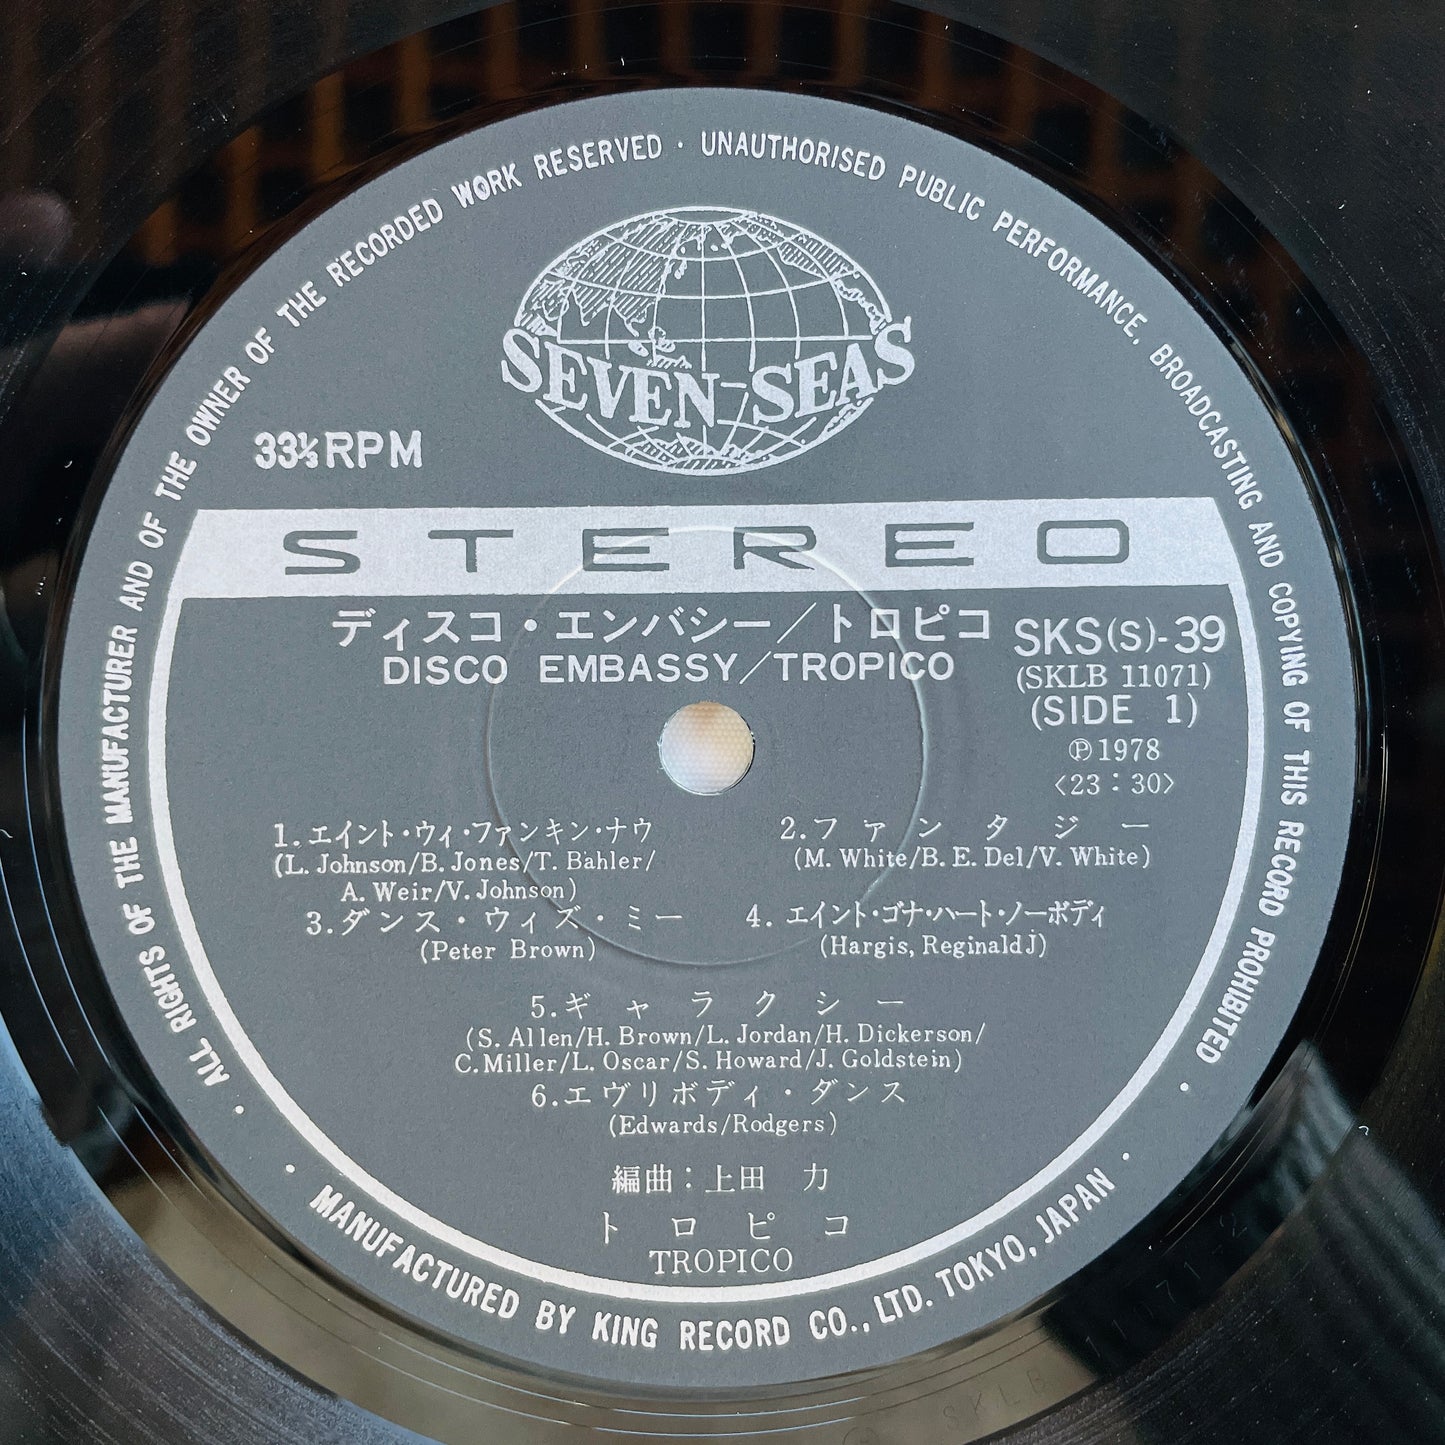 ALL RIGHTS OF THE MANUFACTURER AND OF THE OWNER OF THE RECORDED WORK RESERVED · UNAUTHORISED PUBLIC PERFORMANCE, BROADCASTING AND COPYING OF THIS RECORD PROHIBITED
SEVEN SEAS
33⅓RPM
STEREO
ディスコ・エンバシー／トロピコ
DISCO EMBASSY/TROPICO
SKS(S)-39
(SKLB 11071)
(SIDE 1)
℗1978
〈23：30〉
1.エイント・ウィ・ファンキン・ナウ
(L. Johnson/B. Jones/T. Bahler/
A. Weir/V. Johnson)
2.ファンタジー
(M. White/B. E. Del/V. White)
3.ダンス・ウィズ・ミー
(Peter Brown)
4.エイント・ゴナ・ハート・ノーボディ
(Hargis, Reginald J)
5.ギャラクシー
(S. Allen/H. Brown/L. Jordan/H. Dickerson/
C. Miller/L. Oscar/S. Howard/J. Goldstein)
6.エヴリボディ・ダンス
(Edwards/Rodgers)
編曲：上田 力
トロピコ
TROPICO
· MANUFACTURED BY KING RECORD CO., LTD. TOKYO, JAPAN ·
SKLB 11071